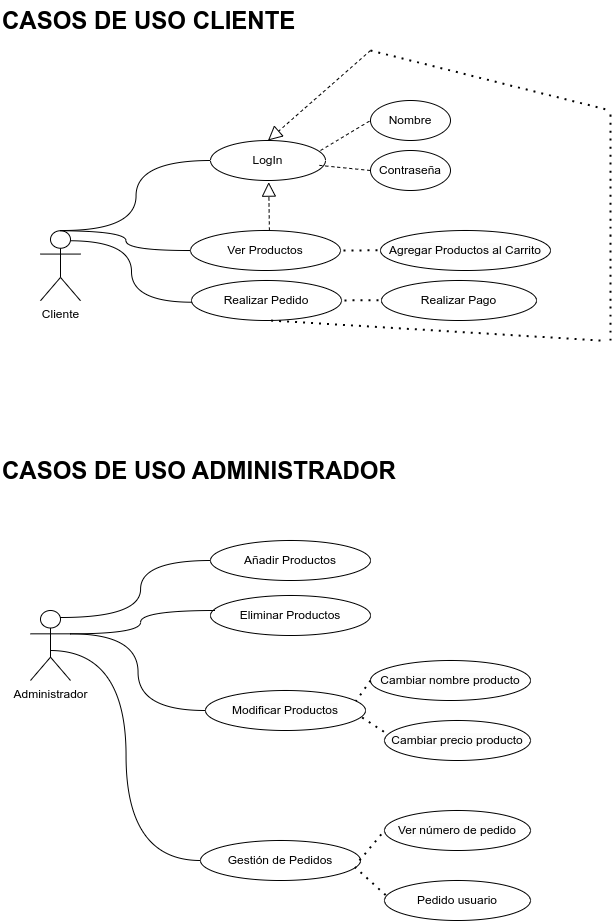 CASOS DE USO CLIENTE
Nombre
LogIn
Contraseña
Ver Productos
Agregar Productos al Carrito
Realizar Pedido
Realizar Pago
Cliente
CASOS DE USO ADMINISTRADOR
Añadir Productos
Eliminar Productos
Cambiar nombre producto
Administrador
Modificar Productos
Cambiar precio producto
Ver número de pedido
Gestión de Pedidos
Pedido usuario